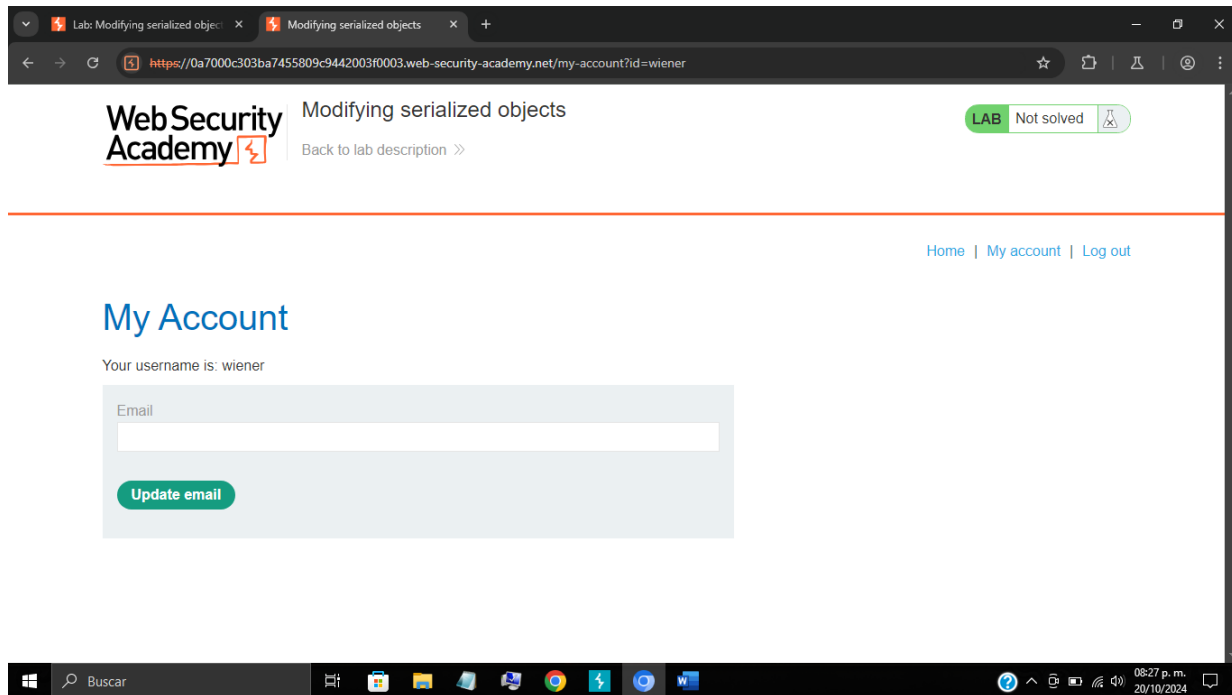 Lab: Modifying serialized object
Modifying serialized objects
https://0a7000c303ba7455809c9442003f0003.web-security-academy.net/my-account?id=wiener
Web Security
Academy
Modifying serialized objects
Back to lab description
LAB Not solved
Home | My account | Log out
My Account
Your username is: wiener
Email
Update email
Buscar
08:27 p. m.
20/10/2024